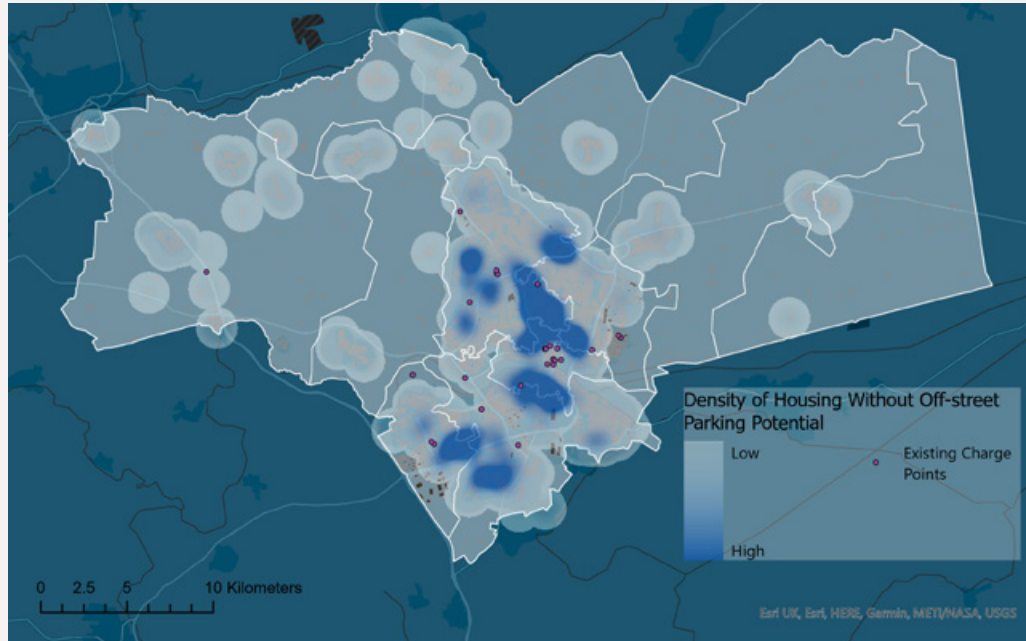 Density of Housing Without Off-street
Parking Potential
Low
High
Existing Charge
Points
0 2.5 5 10 Kilometers
Esri UK, Esri, HERE, Garmin, METI/NASA, USGS